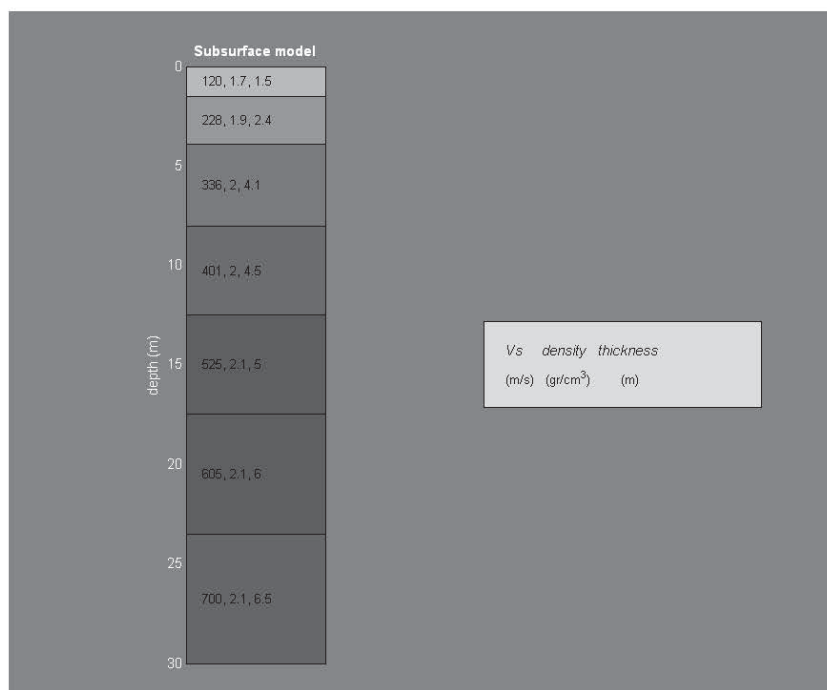 Subsurface model
0
120, 1.7, 1.5
228, 1.9, 2.4
5
336, 2, 4.1
10
401, 2, 4.5
depth (m)
15
525, 2.1, 5
20
605, 2.1, 6
25
700, 2.1, 6.5
30
Vs density thickness
(m/s) (gr/cm³) (m)